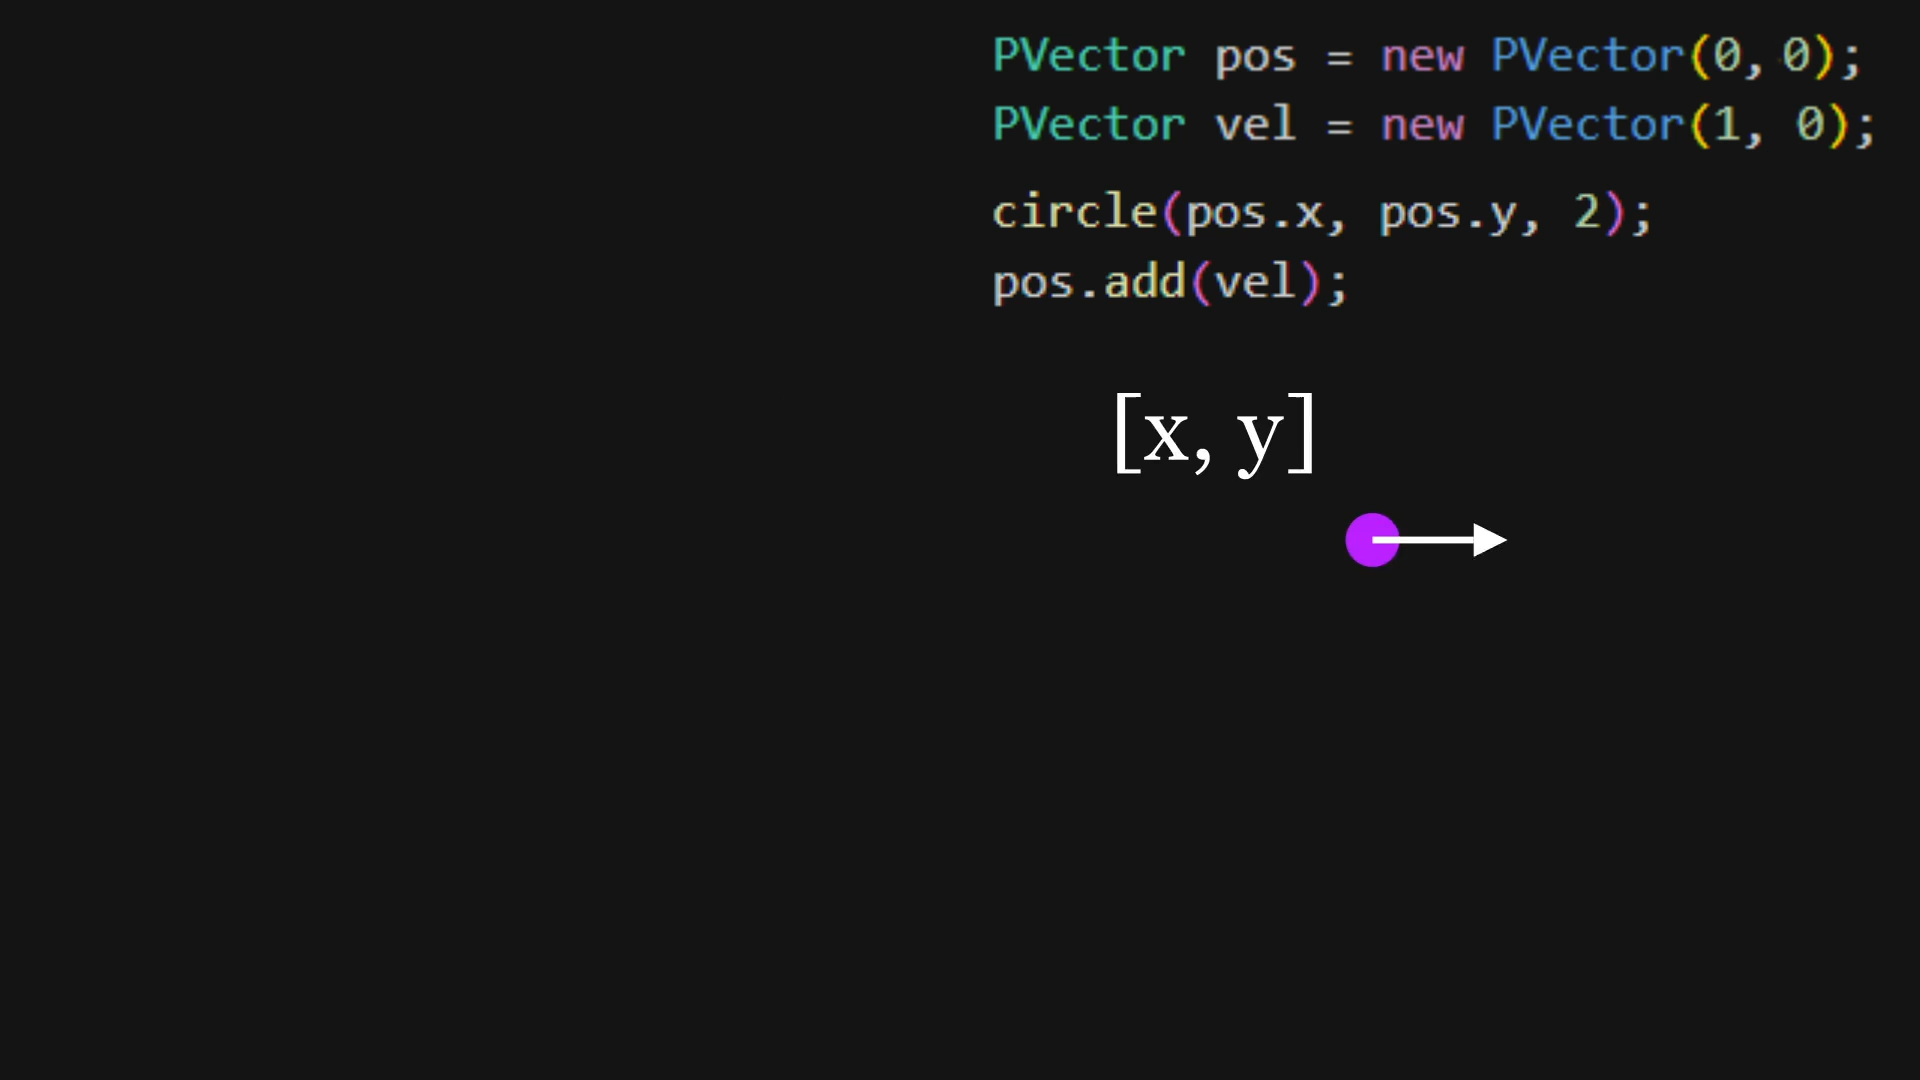 PVector pos = new PVector(0, 0);
PVector vel = new PVector(1, 0);
circle(pos.x, pos.y, 2);
pos.add(vel);
[x, y]